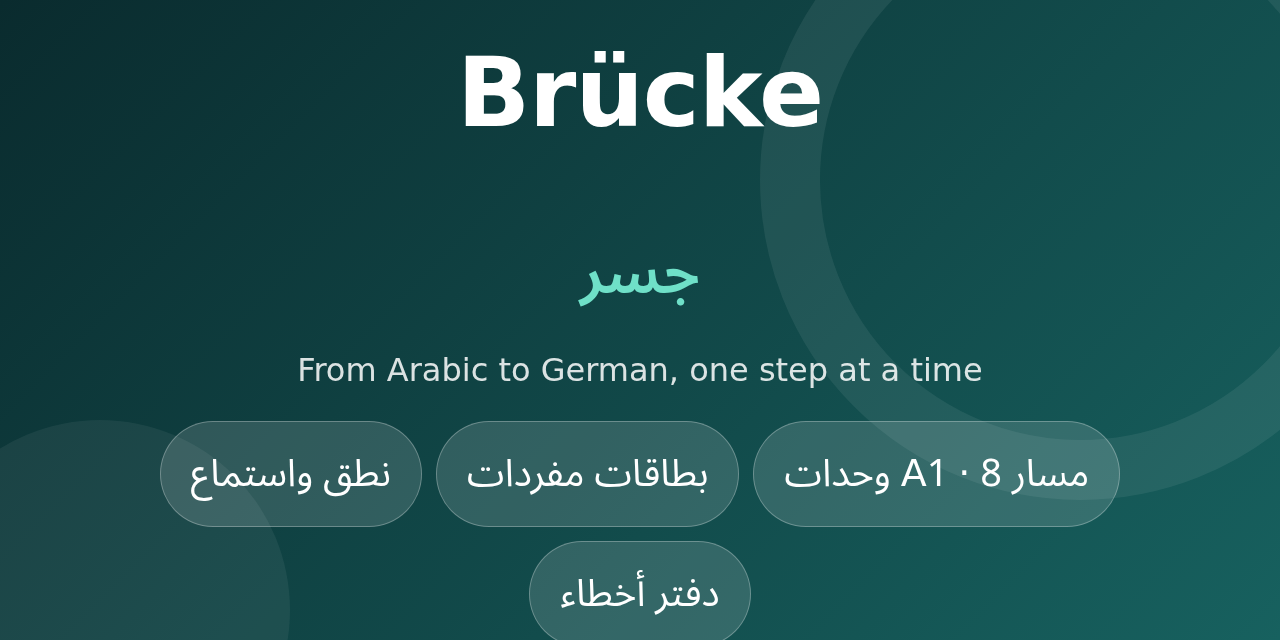 Brücke
جسر
From Arabic to German, one step at a time
مسار A1 · 8 وحدات
بطاقات مفردات
نطق واستماع
دفتر أخطاء